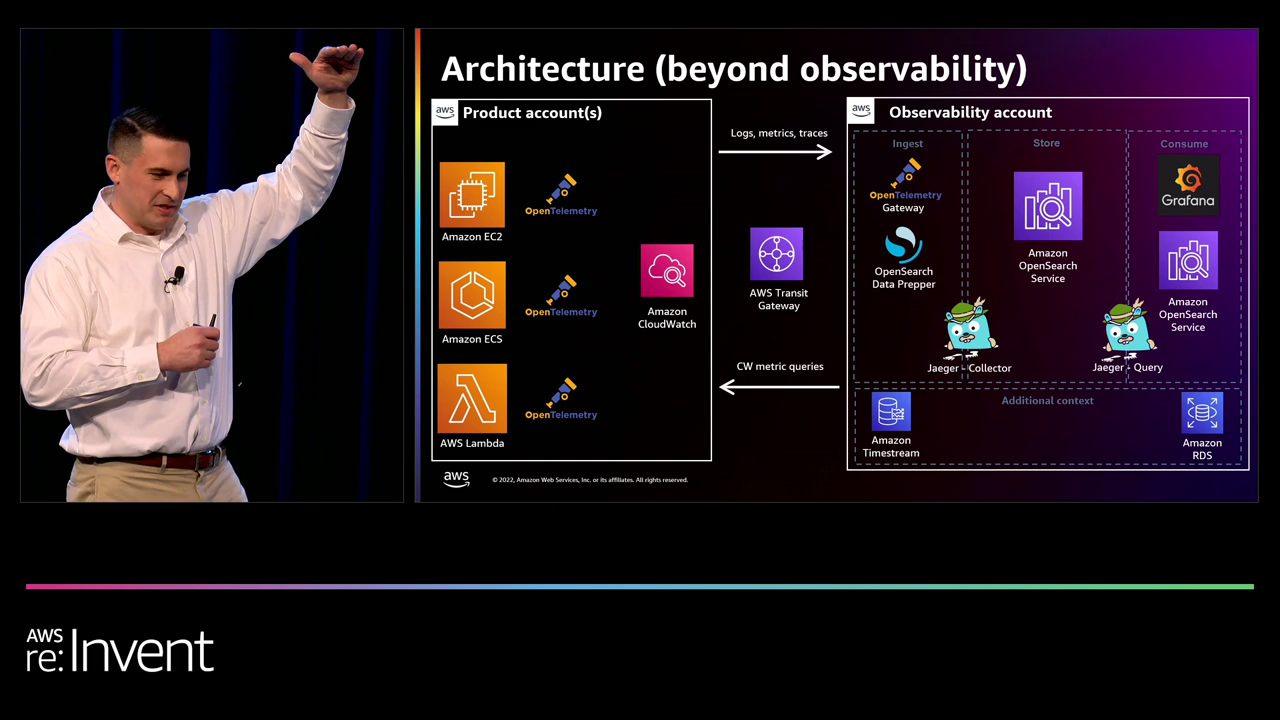 Architecture (beyond observability)
aws
Product account(s)
Amazon EC2
OpenTelemetry
Amazon ECS
OpenTelemetry
AWS Lambda
OpenTelemetry
Amazon
CloudWatch
Logs, metrics, traces
AWS Transit
Gateway
CW metric queries
aws
Observability account
Ingest
OpenTelemetry
Gateway
OpenSearch
Data Prepper
Jaeger - Collector
Store
Amazon
OpenSearch
Service
Consume
Grafana
Amazon
OpenSearch
Service
Jaeger - Query
Additional context
Amazon
Timestream
Amazon
RDS
aws
© 2022, Amazon Web Services, Inc. or its affiliates. All rights reserved.
AWS
re:Invent